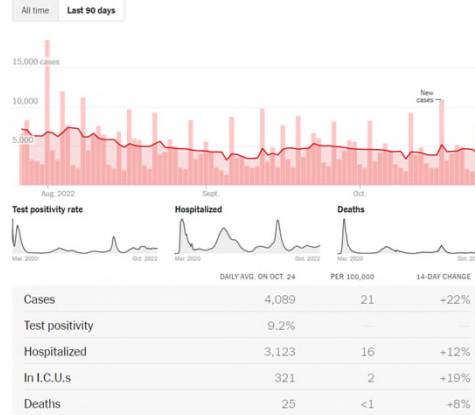 All time Last 90 days
15,000 cases
10,000
5,000
New
cases
Aug. 2022 Sept. Oct.
Test positivity rate Hospitalized Deaths
Mar. 2020 Oct. 2022 Mar. 2020 Oct. 2022 Mar. 2020 Oct. 20
DAILY AVG. ON OCT. 24 PER 100,000 14-DAY CHANGE
Cases 4,089 21 +22%
Test positivity 9.2% — —
Hospitalized 3,123 16 +12%
In I.C.U.s 321 2 +19%
Deaths 25 <1 +8%